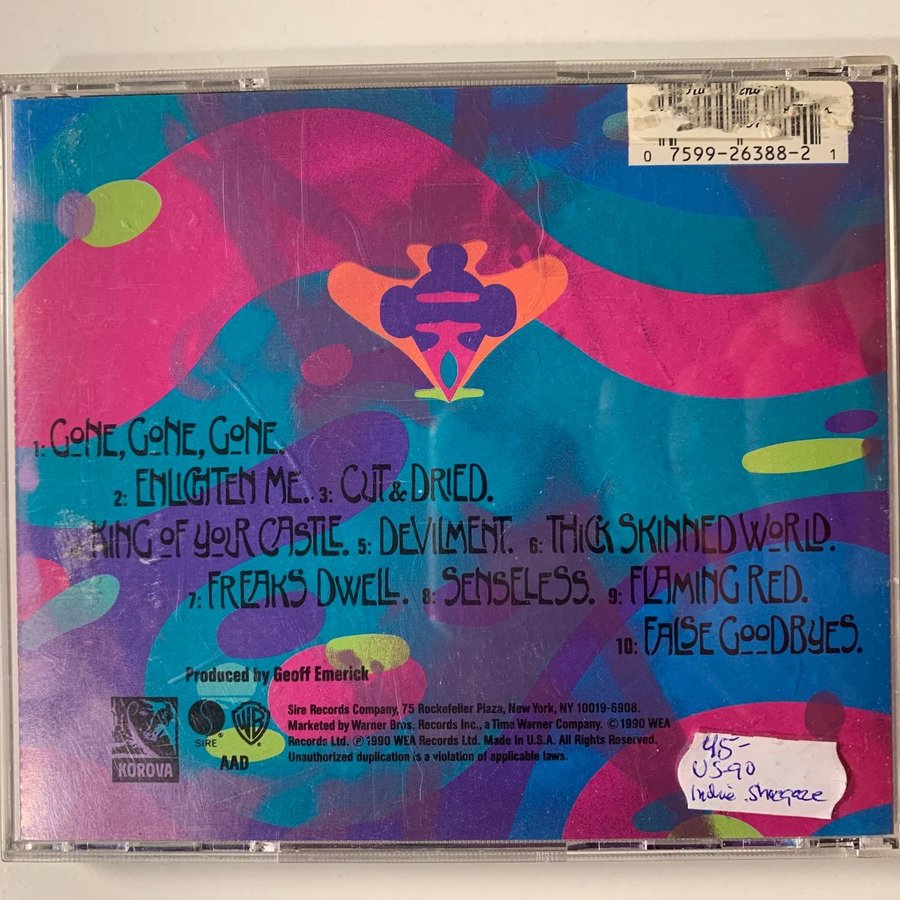 0 7599-26388-2 1
1: GONE, GONE, GONE.
2: ENLIGHTEN ME. 3: CUT & DRIED.
KING OF YOUR CASTLE. 5: DEVILMENT. 6: THICK SKINNED WORLD.
7: FREAKS DWELL. 8: SENSELESS. 9: FLAMING RED.
10: FALSE GOODBYES.
Produced by Geoff Emerick
KOROVA
SIRE
WB
AAD
Sire Records Company, 75 Rockefeller Plaza, New York, NY 10019-6908.
Marketed by Warner Bros. Records Inc., a Time Warner Company. © 1990 WEA
Records Ltd. ℗ 1990 WEA Records Ltd. Made in U.S.A. All Rights Reserved.
Unauthorized duplication is a violation of applicable laws.
45-
US-90
Indie. Shoegaze